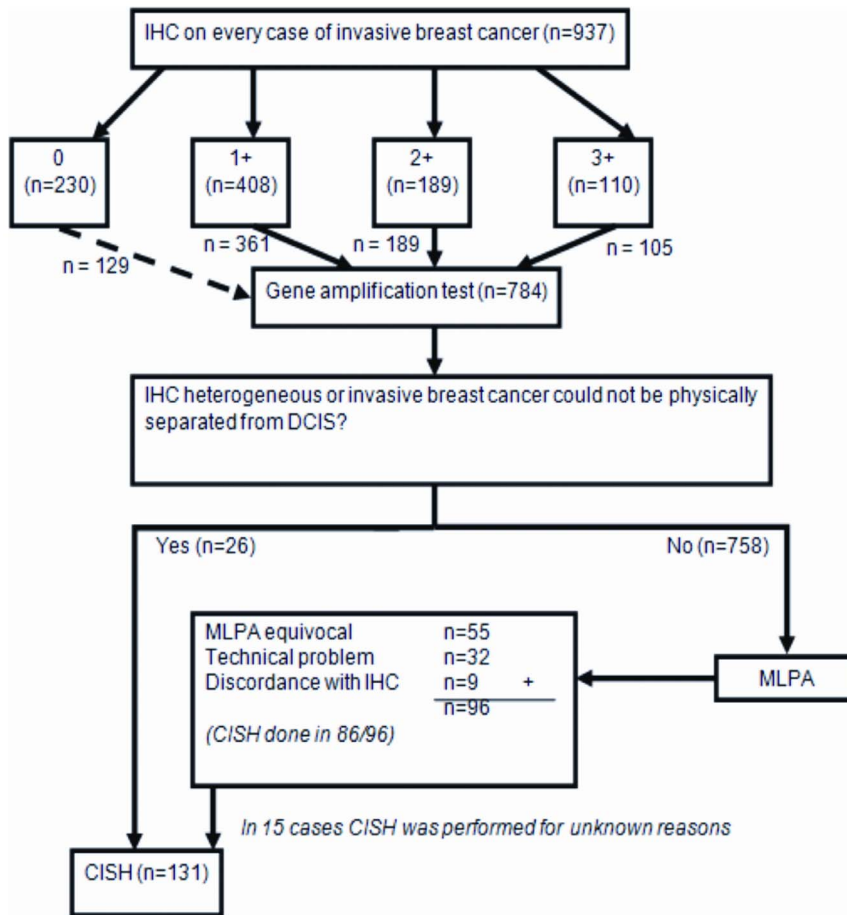 IHC on every case of invasive breast cancer (n=937)
0
(n=230)
1+
(n=408)
2+
(n=189)
3+
(n=110)
n = 129
n = 361
n = 189
n = 105
Gene amplification test (n=784)
IHC heterogeneous or invasive breast cancer could not be physically
separated from DCIS?
Yes (n=26)
No (n=758)
MLPA equivocal n=55
Technical problem n=32
Discordance with IHC n=9 +
n=96
(CISH done in 86/96)
MLPA
In 15 cases CISH was performed for unknown reasons
CISH (n=131)